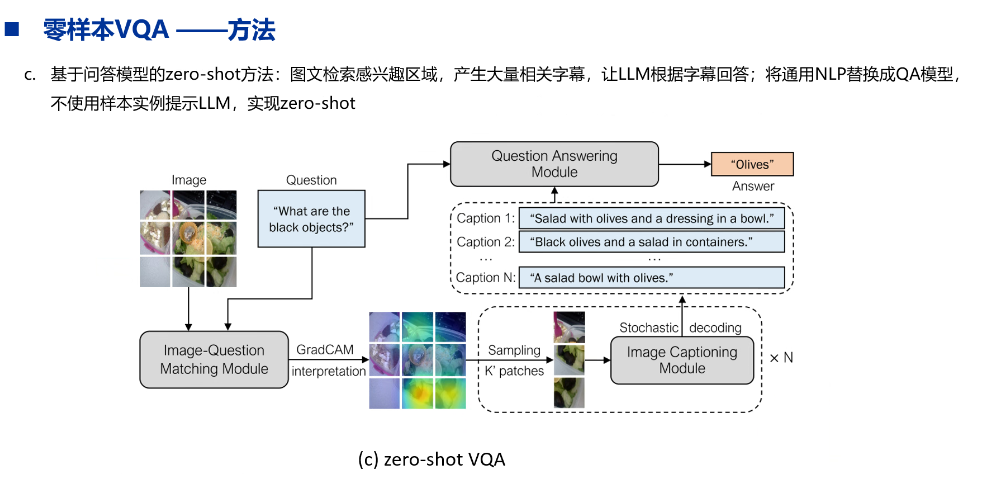 零样本VQA ——方法
c. 基于问答模型的zero-shot方法：图文检索感兴趣区域，产生大量相关字幕，让LLM根据字幕回答；将通用NLP替换成QA模型，
不使用样本实例提示LLM，实现zero-shot
Image
Question
"What are the
black objects?"
Question Answering
Module
"Olives"
Answer
Caption 1: "Salad with olives and a dressing in a bowl."
Caption 2: "Black olives and a salad in containers."
... ...
Caption N: "A salad bowl with olives."
Image-Question
Matching Module
GradCAM
interpretation
Sampling
K' patches
Stochastic decoding
Image Captioning
Module
× N
(c) zero-shot VQA